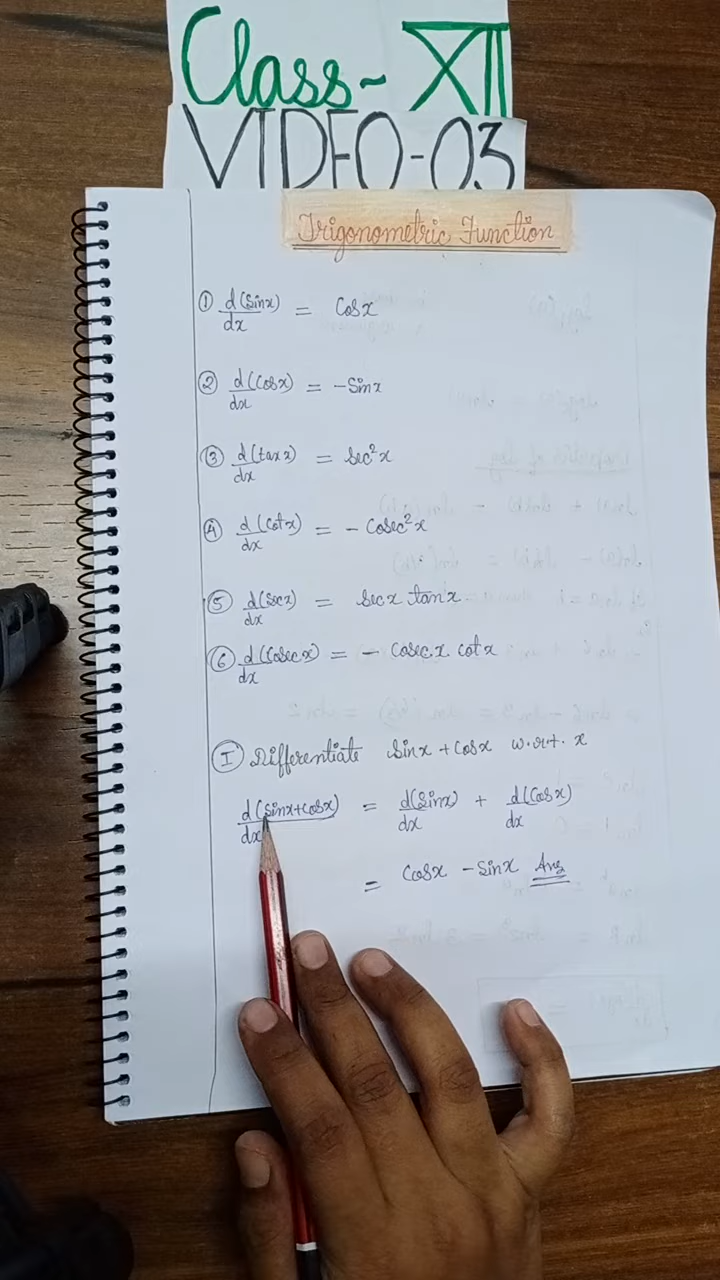 Class-XII
VIDEO-03
Trigonometric Function
① d(sinx)/dx = Cosx
② d(Cosx)/dx = -Sinx
③ d(tanx)/dx = Sec²x
④ d(Cotx)/dx = - Cosec²x
⑤ d(secx)/dx = secx tanx
⑥ d(Cosecx)/dx = - Cosecx cotx
Ⓘ Differentiate Sinx + Cosx w.r.t. x
d(sinx+cosx)/dx = d(sinx)/dx + d(Cosx)/dx
= Cosx - Sinx Ans